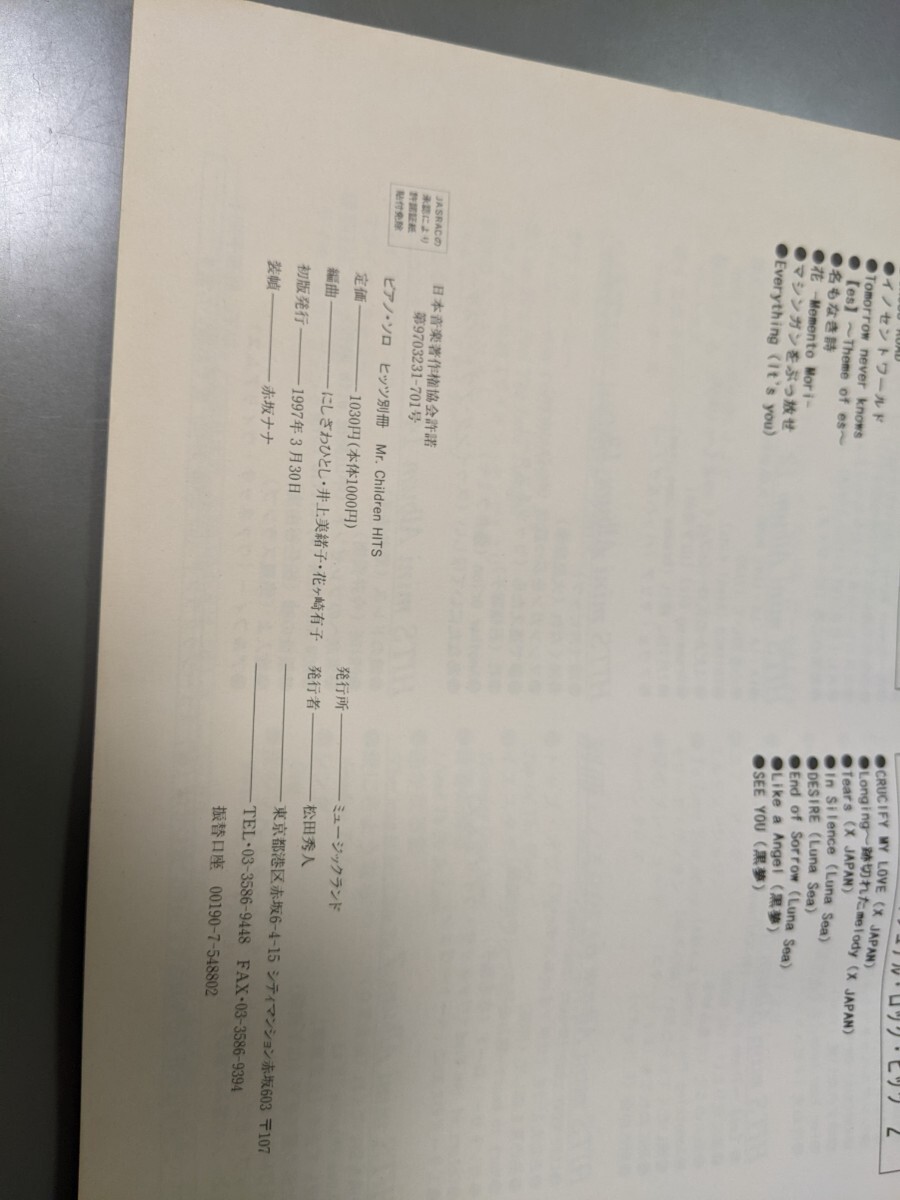 CROSS ROAD
●イノセントワールド
●Tomorrow never knows
●【es】 ～Theme of es～
●名もなき詩
●花 -Memento Mori-
●マシンガンをぶっ放せ
●Everything (It's you)
●CRUCIFY MY LOVE (X JAPAN)
●Longing～跡切れたmelody (X JAPAN)
●Tears (X JAPAN)
●In Silence (Luna Sea)
●DESIRE (Luna Sea)
●End of Sorrow (Luna Sea)
●Like a Angel (黒夢)
●SEE YOU (黒夢)
JASRACの
承認により
許諾証紙
貼付免除
日本音楽著作権協会許諾
第9703231-701号
ピアノ・ソロ ヒッツ別冊 Mr. Children HITS
定価―1030円(本体1000円)
編曲―にしざわひとし・井上美緒子・花ヶ崎有子
初版発行―1997年3月30日
装幀―赤坂ナナ
発行所―ミュージックランド
発行者―松田秀人
―東京都港区赤坂6-4-15 シティマンション赤坂603 〒107
―TEL・03-3586-9448 FAX・03-3586-9394
振替口座 00190-7-548802